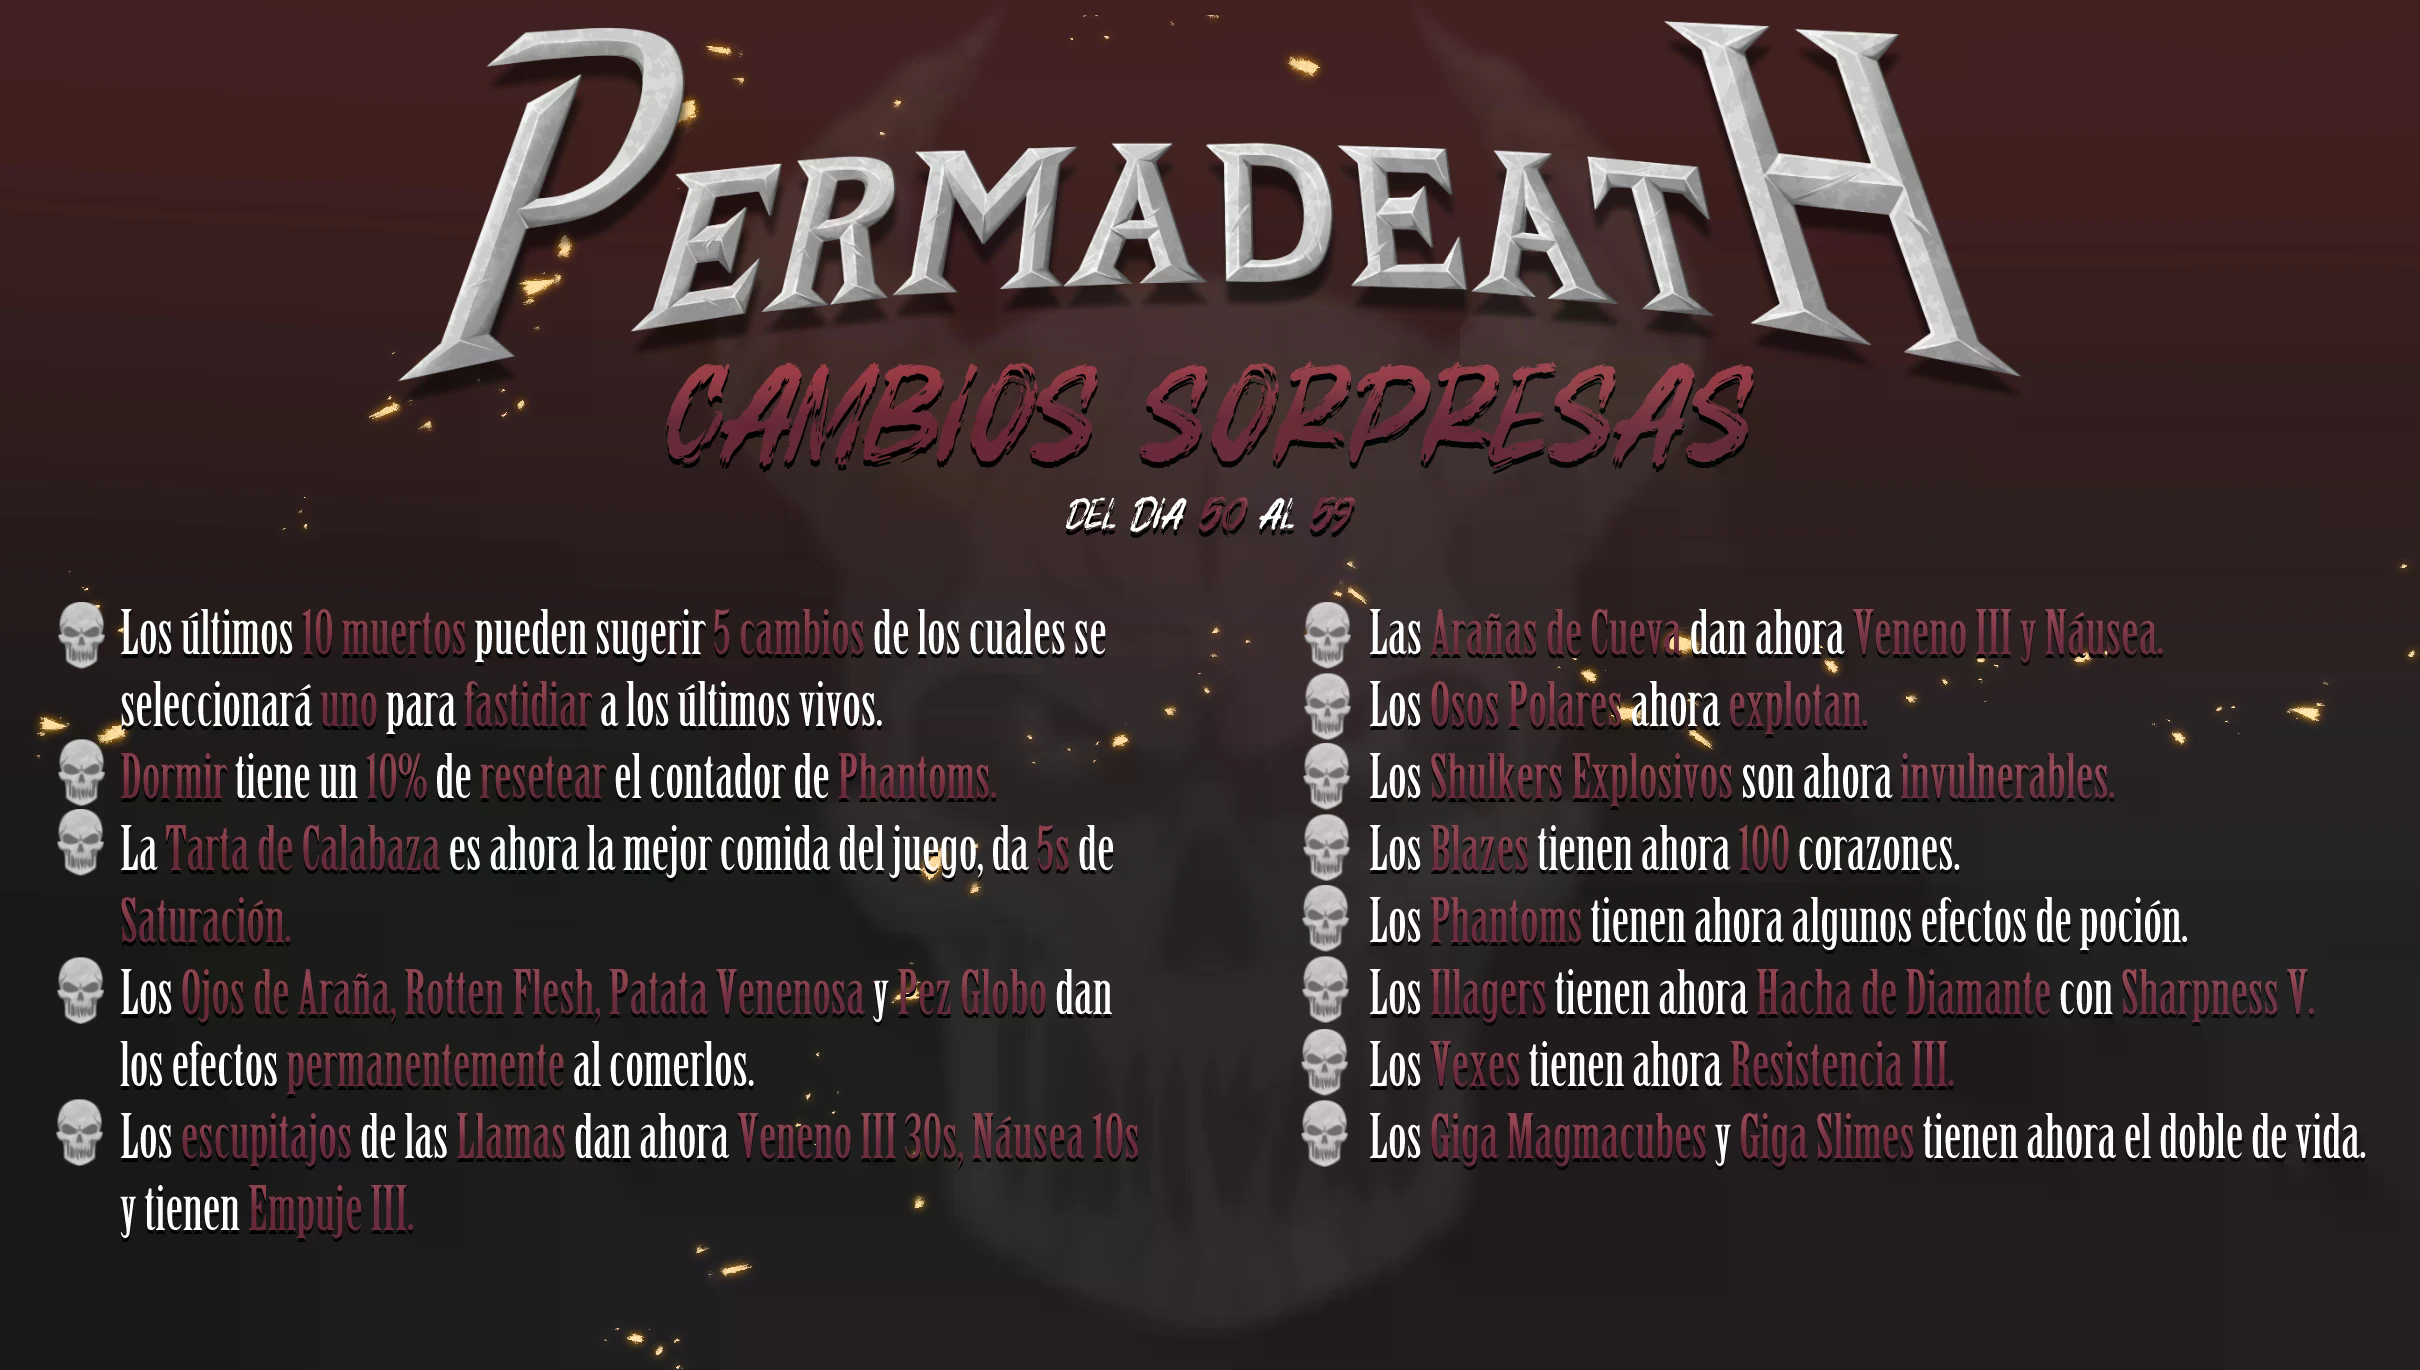 PERMADEATH
CAMBIOS SORPRESAS
DEL DIA 50 AL 59
Los últimos 10 muertos pueden sugerir 5 cambios de los cuales se
seleccionará uno para fastidiar a los últimos vivos.
Dormir tiene un 10% de resetear el contador de Phantoms.
La Tarta de Calabaza es ahora la mejor comida del juego, da 5s de
Saturación.
Los Ojos de Araña, Rotten Flesh, Patata Venenosa y Pez Globo dan
los efectos permanentemente al comerlos.
Los escupitajos de las Llamas dan ahora Veneno III 30s, Náusea 10s
y tienen Empuje III.
Las Arañas de Cueva dan ahora Veneno III y Náusea.
Los Osos Polares ahora explotan.
Los Shulkers Explosivos son ahora invulnerables.
Los Blazes tienen ahora 100 corazones.
Los Phantoms tienen ahora algunos efectos de poción.
Los Illagers tienen ahora Hacha de Diamante con Sharpness V.
Los Vexes tienen ahora Resistencia III.
Los Giga Magmacubes y Giga Slimes tienen ahora el doble de vida.